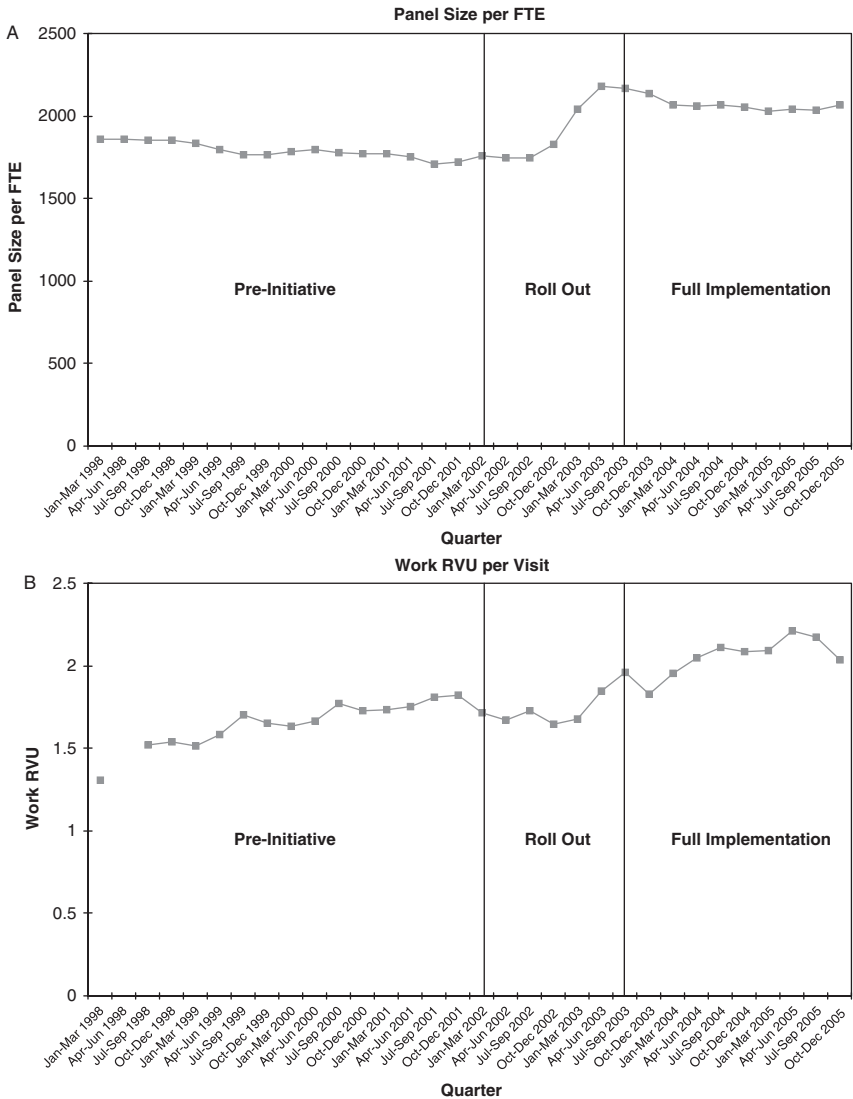 A
Panel Size per FTE
Panel Size per FTE
2500
2000
1500
1000
500
0
Pre-Initiative
Roll Out
Full Implementation
Jan-Mar 1998
Apr-Jun 1998
Jul-Sep 1998
Oct-Dec 1998
Jan-Mar 1999
Apr-Jun 1999
Jul-Sep 1999
Oct-Dec 1999
Jan-Mar 2000
Apr-Jun 2000
Jul-Sep 2000
Oct-Dec 2000
Jan-Mar 2001
Apr-Jun 2001
Jul-Sep 2001
Oct-Dec 2001
Jan-Mar 2002
Apr-Jun 2002
Jul-Sep 2002
Oct-Dec 2002
Jan-Mar 2003
Apr-Jun 2003
Jul-Sep 2003
Oct-Dec 2003
Jan-Mar 2004
Apr-Jun 2004
Jul-Sep 2004
Oct-Dec 2004
Jan-Mar 2005
Apr-Jun 2005
Jul-Sep 2005
Oct-Dec 2005
Quarter
B
Work RVU per Visit
Work RVU
2.5
2
1.5
1
0.5
0
Pre-Initiative
Roll Out
Full Implementation
Jan-Mar 1998
Apr-Jun 1998
Jul-Sep 1998
Oct-Dec 1998
Jan-Mar 1999
Apr-Jun 1999
Jul-Sep 1999
Oct-Dec 1999
Jan-Mar 2000
Apr-Jun 2000
Jul-Sep 2000
Oct-Dec 2000
Jan-Mar 2001
Apr-Jun 2001
Jul-Sep 2001
Oct-Dec 2001
Jan-Mar 2002
Apr-Jun 2002
Jul-Sep 2002
Oct-Dec 2002
Jan-Mar 2003
Apr-Jun 2003
Jul-Sep 2003
Oct-Dec 2003
Jan-Mar 2004
Apr-Jun 2004
Jul-Sep 2004
Oct-Dec 2004
Jan-Mar 2005
Apr-Jun 2005
Jul-Sep 2005
Oct-Dec 2005
Quarter